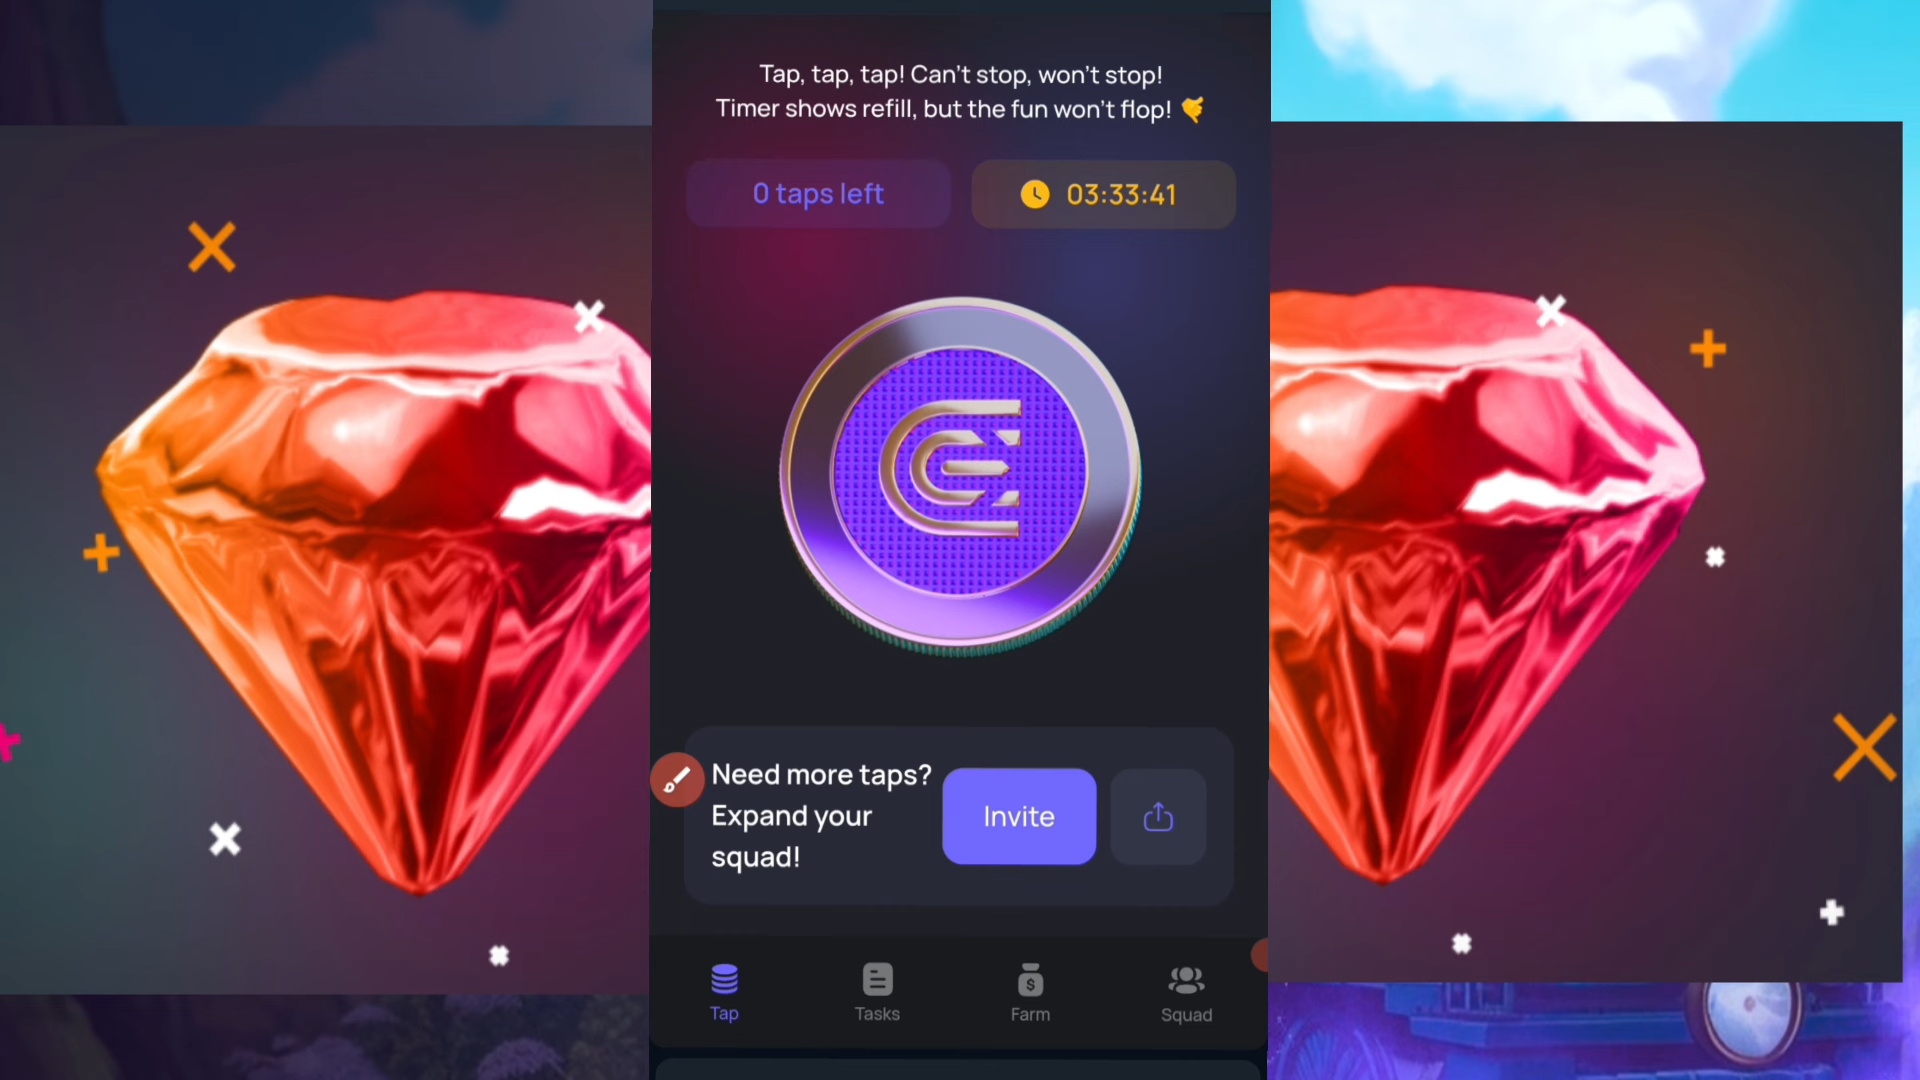 Tap, tap, tap! Can't stop, won't stop!
Timer shows refill, but the fun won't flop! 🤙
0 taps left
03:33:41
Need more taps?
Expand your
squad!
Invite
Tap
Tasks
Farm
Squad